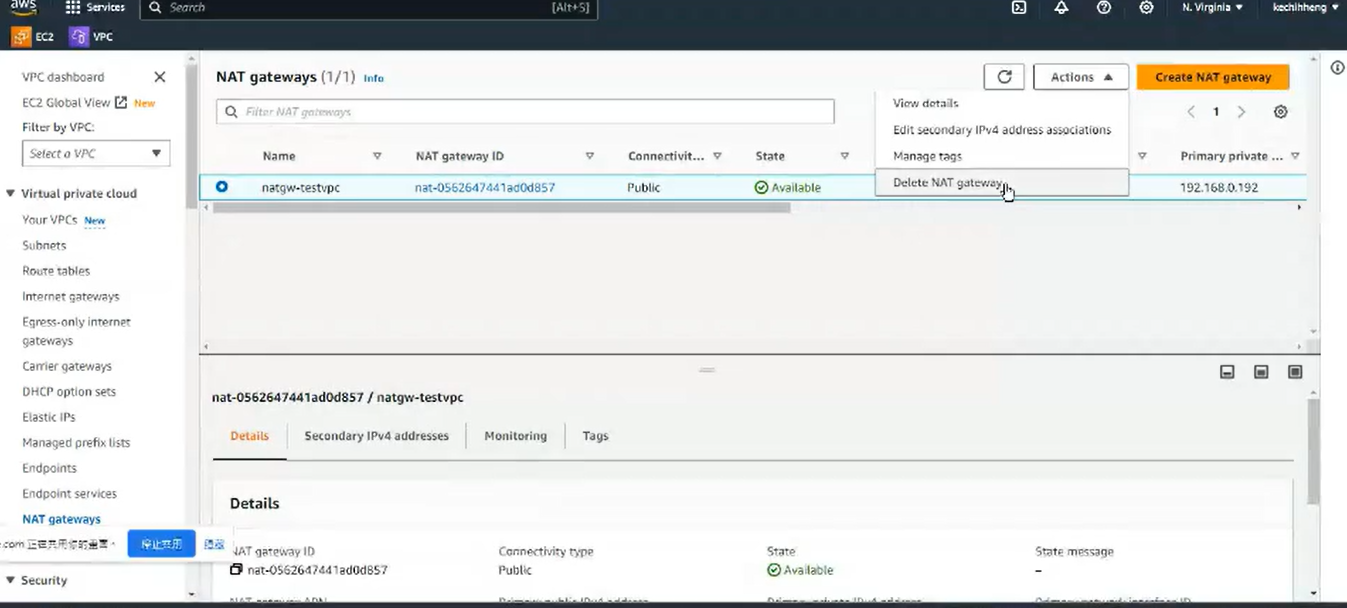 aws
Services
Search
[Alt+S]
N. Virginia
kechihheng
EC2
VPC
VPC dashboard
EC2 Global View
New
Filter by VPC:
Select a VPC
Virtual private cloud
Your VPCs
New
Subnets
Route tables
Internet gateways
Egress-only internet
gateways
Carrier gateways
DHCP option sets
Elastic IPs
Managed prefix lists
Endpoints
Endpoint services
NAT gateways
.com 正在共用你的畫面。
停止共用
隱藏
Security
NAT gateways (1/1)
Info
Actions
Create NAT gateway
Filter NAT gateways
1
View details
Edit secondary IPv4 address associations
Manage tags
Delete NAT gateway
Name
NAT gateway ID
Connectivit...
State
Primary private ...
natgw-testvpc
nat-0562647441ad0d857
Public
Available
192.168.0.192
nat-0562647441ad0d857 / natgw-testvpc
Details
Secondary IPv4 addresses
Monitoring
Tags
Details
NAT gateway ID
Connectivity type
State
State message
nat-0562647441ad0d857
Public
Available
–